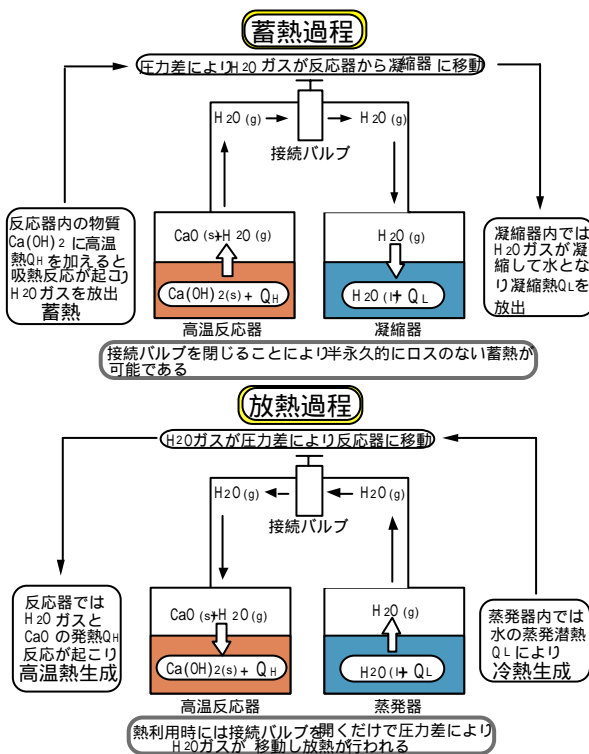 蓄熱過程
圧力差によりH2Oガスが反応器から凝縮器に移動
H2O (g)
H2O (g)
接続バルブ
反応器内の物質
Ca(OH)2 に高温
熱QHを加えると
吸熱反応が起こり
H2Oガスを放出
蓄熱
CaO (s)+H2O (g)
Ca(OH)2(s) + QH
高温反応器
H2O (g)
H2O (l)+ QL
凝縮器
凝縮器内では
H2Oガスが凝
縮して水とな
り凝縮熱QLを
放出
接続バルブを閉じることにより半永久的にロスのない蓄熱が
可能である
放熱過程
H2Oガスが圧力差により反応器に移動
H2O (g)
H2O (g)
接続バルブ
反応器では
H2Oガスと
CaO の発熱QH
反応が起こり
高温熱生成
CaO (s)+H2O(g)
Ca(OH)2(s) + QH
高温反応器
H2O (g)
H2O (l)+ QL
蒸発器
蒸発器内では
水の蒸発潜熱
QLにより
冷熱生成
熱利用時には接続バルブを開くだけで圧力差により
H2Oガスが移動し放熱が行われる